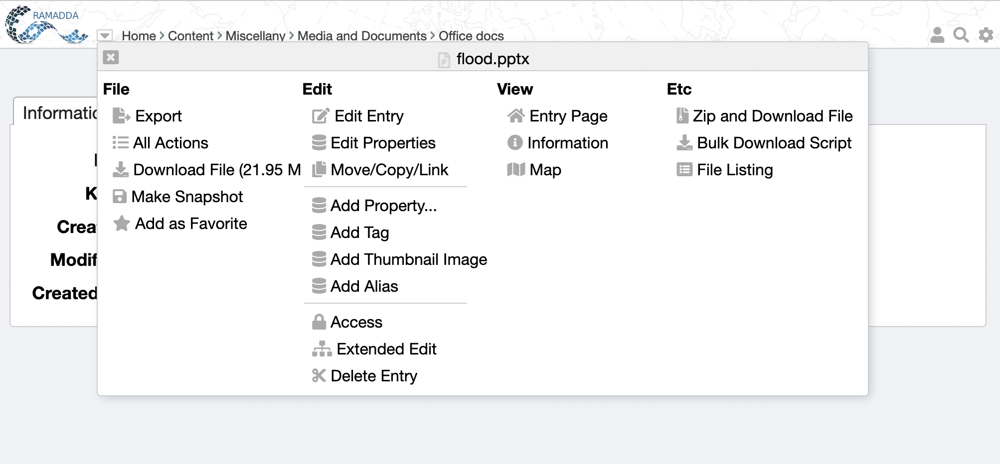 RAMADDA
Home › Content › Miscellany › Media and Documents › Office docs
flood.pptx
Informatio
K
Crea
Modif
Created
File
Export
All Actions
Download File (21.95 M
Make Snapshot
Add as Favorite
Edit
Edit Entry
Edit Properties
Move/Copy/Link
Add Property...
Add Tag
Add Thumbnail Image
Add Alias
Access
Extended Edit
Delete Entry
View
Entry Page
Information
Map
Etc
Zip and Download File
Bulk Download Script
File Listing